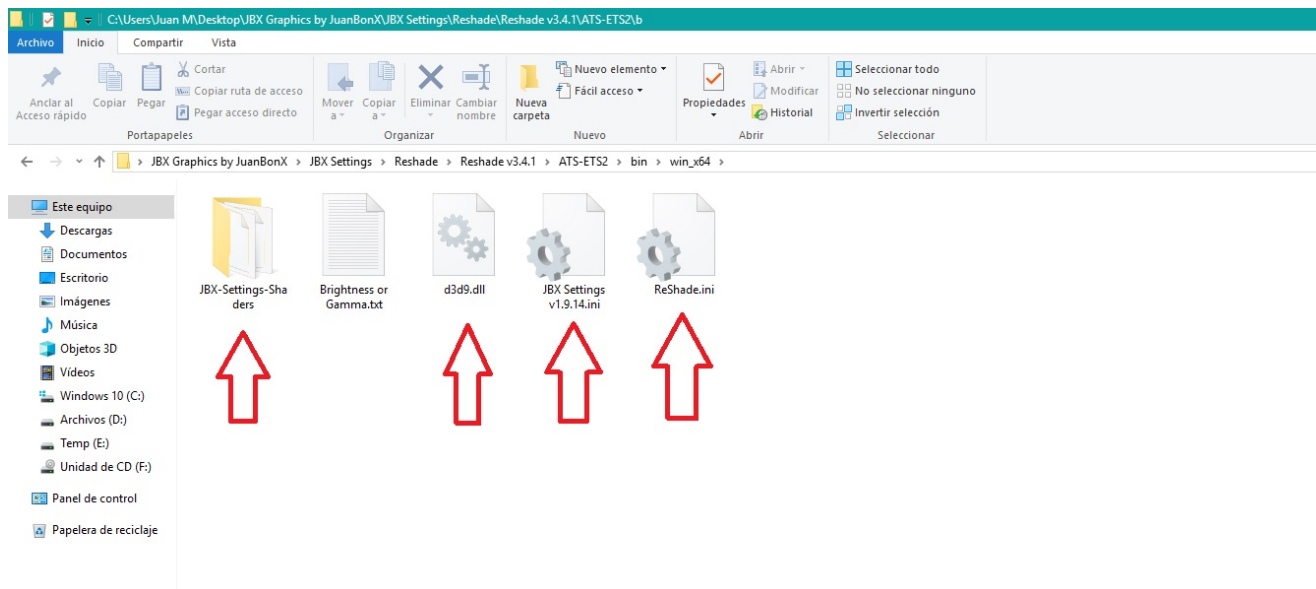 C:\Users\Juan M\Desktop\JBX Graphics by JuanBonX\JBX Settings\Reshade\Reshade v3.4.1\ATS-ETS2\b
Archivo Inicio Compartir Vista
Anclar al
Acceso rápido
Copiar
Pegar
Cortar
Copiar ruta de acceso
Pegar acceso directo
Portapapeles
Mover
a
Copiar
a
Eliminar
Cambiar
nombre
Organizar
Nueva
carpeta
Nuevo elemento
Fácil acceso
Nuevo
Propiedades
Abrir
Modificar
Historial
Abrir
Seleccionar todo
No seleccionar ninguno
Invertir selección
Seleccionar
JBX Graphics by JuanBonX > JBX Settings > Reshade > Reshade v3.4.1 > ATS-ETS2 > bin > win_x64 >
Este equipo
Descargas
Documentos
Escritorio
Imágenes
Música
Objetos 3D
Vídeos
Windows 10 (C:)
Archivos (D:)
Temp (E:)
Unidad de CD (F:)
Panel de control
Papelera de reciclaje
JBX-Settings-Sha
ders
Brightness or
Gamma.txt
d3d9.dll
JBX Settings
v1.9.14.ini
ReShade.ini